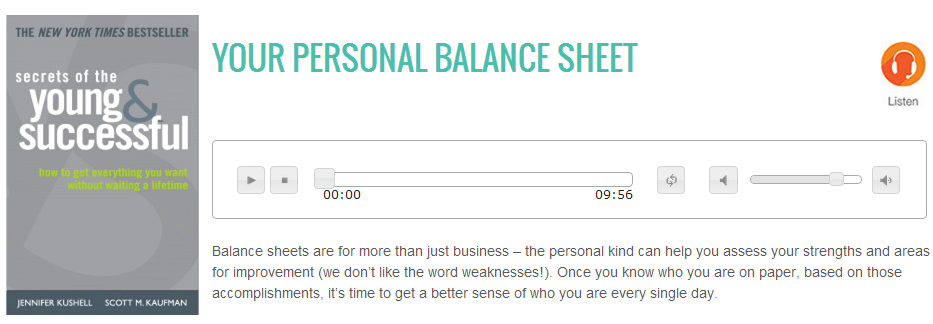 THE NEW YORK TIMES BESTSELLER
secrets of the
young &
successful
how to get everything you want
without waiting a lifetime
JENNIFER KUSHELL SCOTT M. KAUFMAN
YOUR PERSONAL BALANCE SHEET
Listen
00:00 09:56
Balance sheets are for more than just business – the personal kind can help you assess your strengths and areas
for improvement (we don't like the word weaknesses!). Once you know who you are on paper, based on those
accomplishments, it's time to get a better sense of who you are every single day.